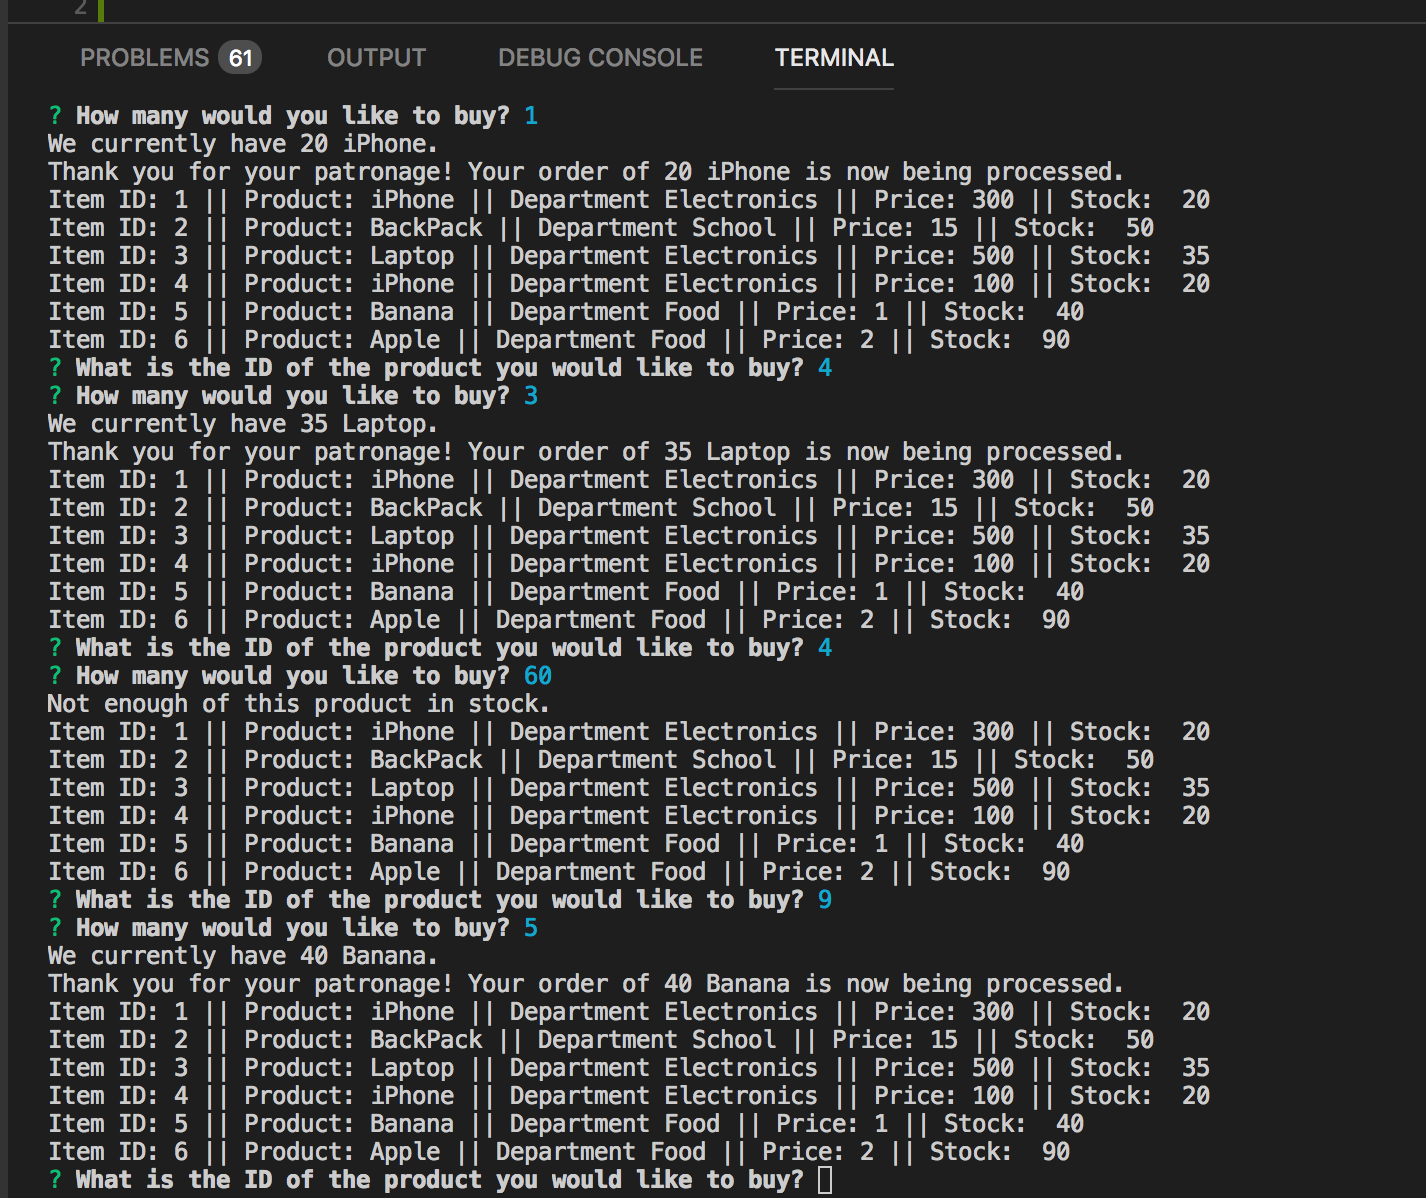 2
PROBLEMS 61 OUTPUT DEBUG CONSOLE TERMINAL
? How many would you like to buy? 1
We currently have 20 iPhone.
Thank you for your patronage! Your order of 20 iPhone is now being processed.
Item ID: 1 || Product: iPhone || Department Electronics || Price: 300 || Stock:  20
Item ID: 2 || Product: BackPack || Department School || Price: 15 || Stock:  50
Item ID: 3 || Product: Laptop || Department Electronics || Price: 500 || Stock:  35
Item ID: 4 || Product: iPhone || Department Electronics || Price: 100 || Stock:  20
Item ID: 5 || Product: Banana || Department Food || Price: 1 || Stock:  40
Item ID: 6 || Product: Apple || Department Food || Price: 2 || Stock:  90
? What is the ID of the product you would like to buy? 4
? How many would you like to buy? 3
We currently have 35 Laptop.
Thank you for your patronage! Your order of 35 Laptop is now being processed.
Item ID: 1 || Product: iPhone || Department Electronics || Price: 300 || Stock:  20
Item ID: 2 || Product: BackPack || Department School || Price: 15 || Stock:  50
Item ID: 3 || Product: Laptop || Department Electronics || Price: 500 || Stock:  35
Item ID: 4 || Product: iPhone || Department Electronics || Price: 100 || Stock:  20
Item ID: 5 || Product: Banana || Department Food || Price: 1 || Stock:  40
Item ID: 6 || Product: Apple || Department Food || Price: 2 || Stock:  90
? What is the ID of the product you would like to buy? 4
? How many would you like to buy? 60
Not enough of this product in stock.
Item ID: 1 || Product: iPhone || Department Electronics || Price: 300 || Stock:  20
Item ID: 2 || Product: BackPack || Department School || Price: 15 || Stock:  50
Item ID: 3 || Product: Laptop || Department Electronics || Price: 500 || Stock:  35
Item ID: 4 || Product: iPhone || Department Electronics || Price: 100 || Stock:  20
Item ID: 5 || Product: Banana || Department Food || Price: 1 || Stock:  40
Item ID: 6 || Product: Apple || Department Food || Price: 2 || Stock:  90
? What is the ID of the product you would like to buy? 9
? How many would you like to buy? 5
We currently have 40 Banana.
Thank you for your patronage! Your order of 40 Banana is now being processed.
Item ID: 1 || Product: iPhone || Department Electronics || Price: 300 || Stock:  20
Item ID: 2 || Product: BackPack || Department School || Price: 15 || Stock:  50
Item ID: 3 || Product: Laptop || Department Electronics || Price: 500 || Stock:  35
Item ID: 4 || Product: iPhone || Department Electronics || Price: 100 || Stock:  20
Item ID: 5 || Product: Banana || Department Food || Price: 1 || Stock:  40
Item ID: 6 || Product: Apple || Department Food || Price: 2 || Stock:  90
? What is the ID of the product you would like to buy?